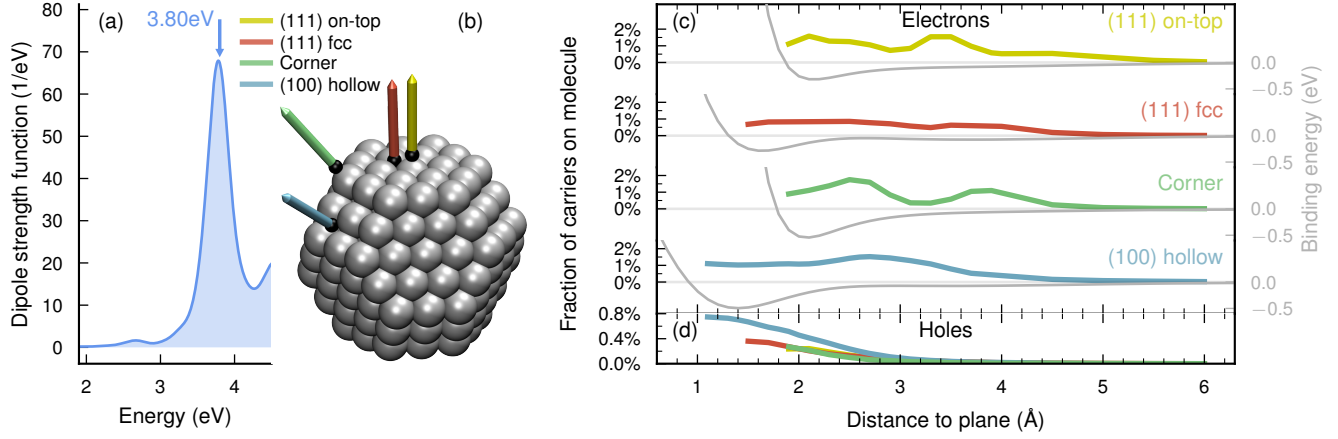 (a)
3.80eV
Dipole strength function (1/eV)
80
70
60
50
40
30
20
10
0
2
3
4
Energy (eV)
(111) on-top
(111) fcc
Corner
(100) hollow
(b)
Fraction of carriers on molecule
(c)
Electrons
(111) on-top
2%
1%
0%
0.0
−0.5
(111) fcc
2%
1%
0%
0.0
−0.5
Corner
2%
1%
0%
0.0
−0.5
(100) hollow
2%
1%
0%
0.0
−0.5
Binding energy (eV)
(d)
Holes
0.8%
0.4%
0.0%
1
2
3
4
5
6
Distance to plane (Å)